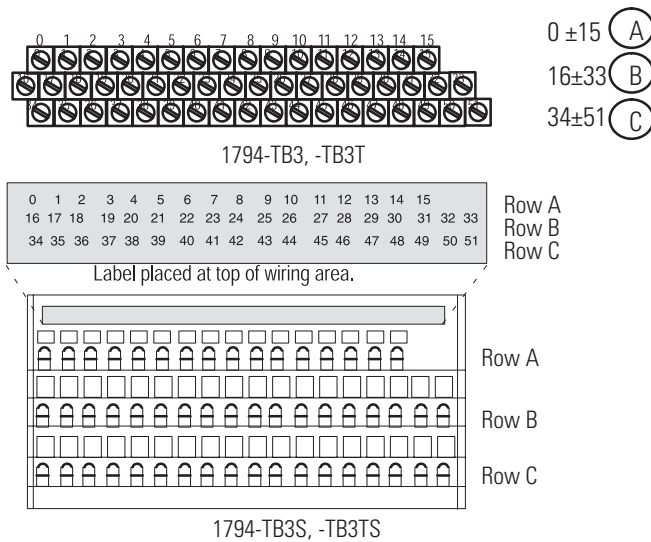 0 1 2 3 4 5 6 7 8 9 10 11 12 13 14 15
0 ±15 A
16±33 B
34±51 C
1794-TB3, -TB3T
0 1 2 3 4 5 6 7 8 9 10 11 12 13 14 15 Row A
16 17 18 19 20 21 22 23 24 25 26 27 28 29 30 31 32 33 Row B
34 35 36 37 38 39 40 41 42 43 44 45 46 47 48 49 50 51 Row C
Label placed at top of wiring area.
Row A
Row B
Row C
1794-TB3S, -TB3TS